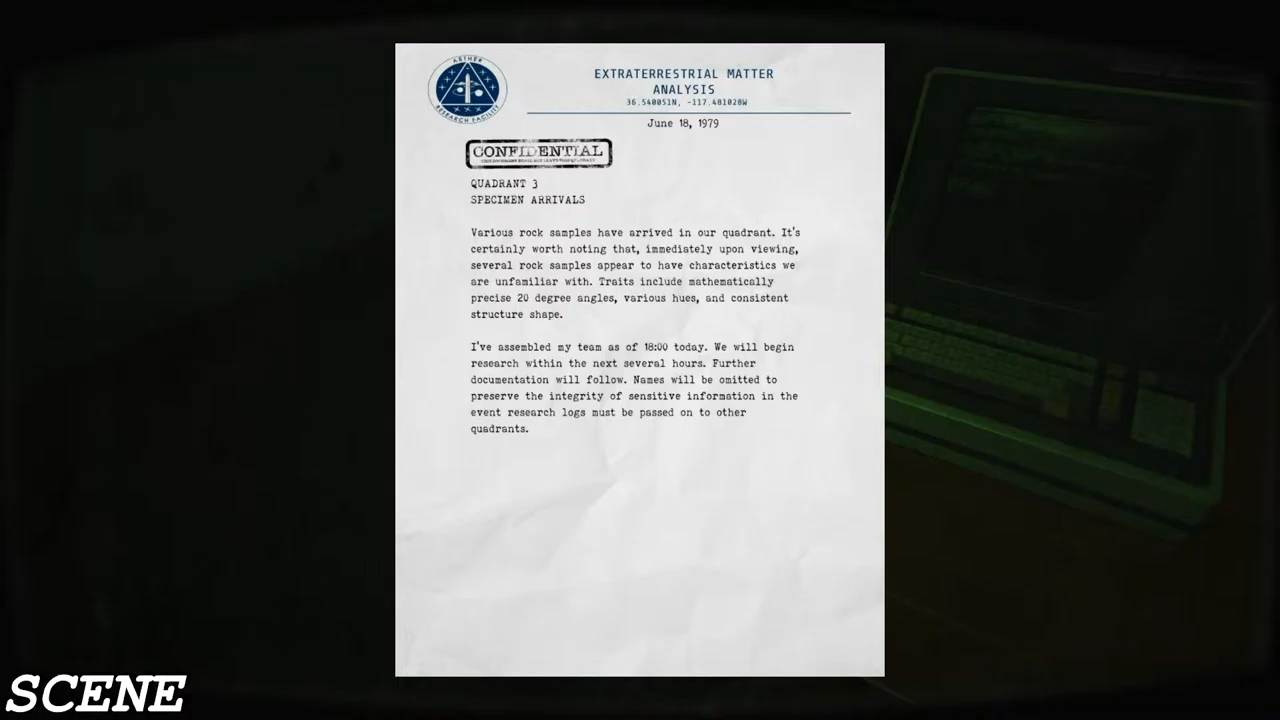 AETHER
RESEARCH FACILITY
EXTRATERRESTRIAL MATTER
ANALYSIS
36.540051N, -117.481020W
June 18, 1979
CONFIDENTIAL
QUADRANT 3
SPECIMEN ARRIVALS
Various rock samples have arrived in our quadrant. It's
certainly worth noting that, immediately upon viewing,
several rock samples appear to have characteristics we
are unfamiliar with. Traits include mathematically
precise 20 degree angles, various hues, and consistent
structure shape.
I've assembled my team as of 18:00 today. We will begin
research within the next several hours. Further
documentation will follow. Names will be omitted to
preserve the integrity of sensitive information in the
event research logs must be passed on to other
quadrants.
SCENE